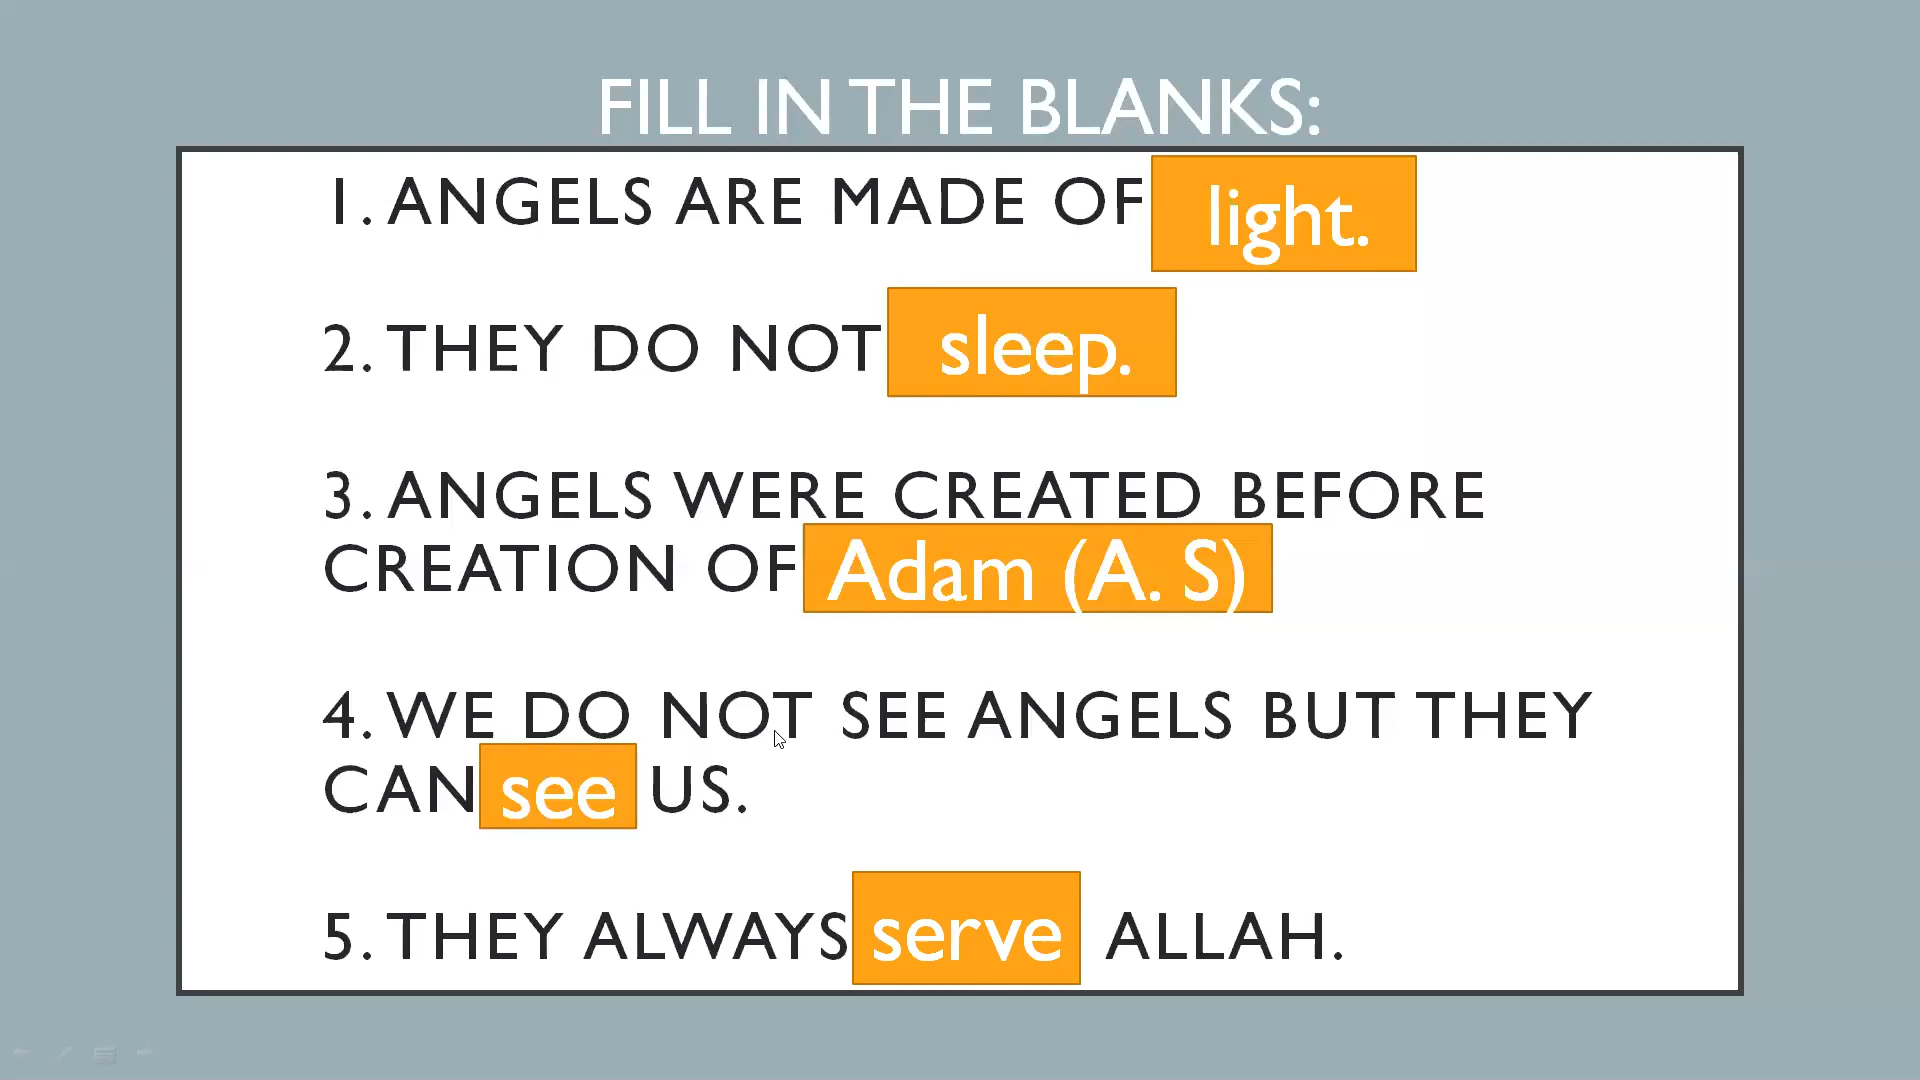 FILL IN THE BLANKS:
1. ANGELS ARE MADE OF light.
2. THEY DO NOT sleep.
3. ANGELS WERE CREATED BEFORE
CREATION OF Adam (A. S)
4. WE DO NOT SEE ANGELS BUT THEY
CAN see US.
5. THEY ALWAYS serve ALLAH.